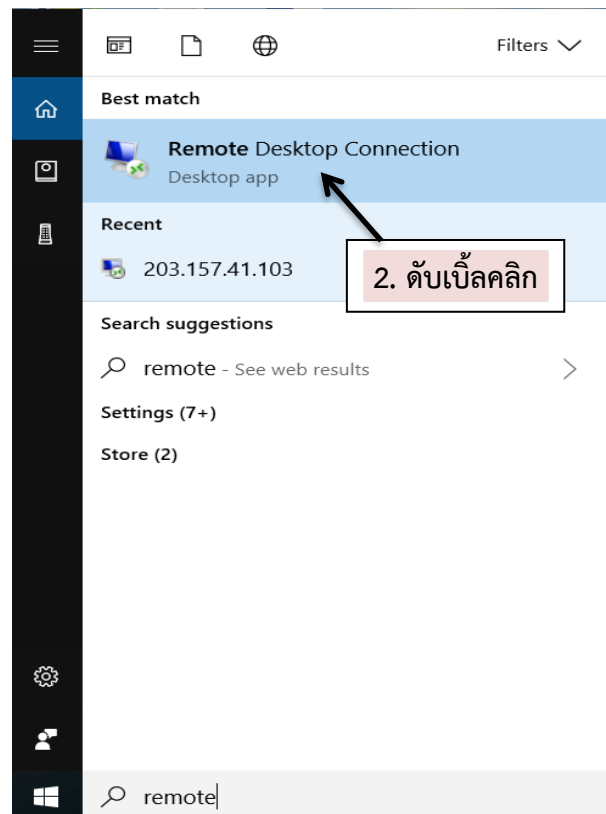 Filters
Best match
Remote Desktop Connection
Desktop app
Recent
203.157.41.103
2. ดับเบิ้ลคลิก
Search suggestions
remote - See web results
Settings (7+)
Store (2)
remote